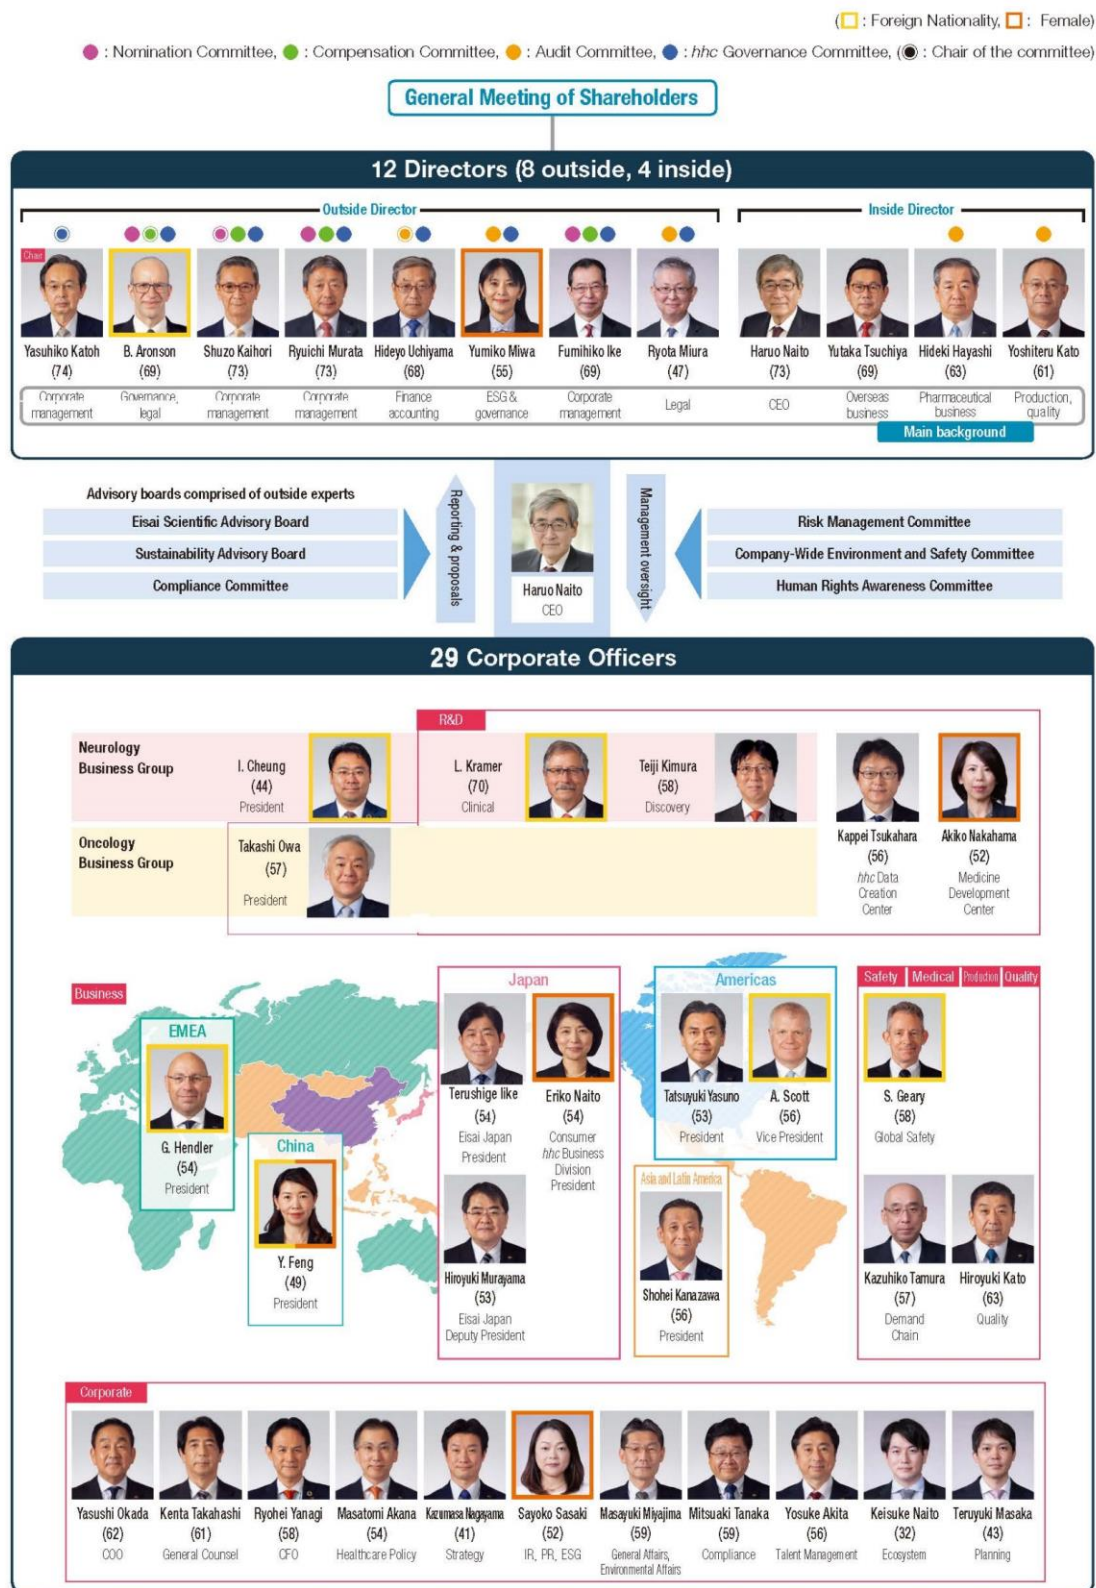 ( : Foreign Nationality, : Female)
: Nomination Committee, : Compensation Committee, : Audit Committee, : hhc Governance Committee, ( : Chair of the committee)
General Meeting of Shareholders
12 Directors (8 outside, 4 inside)
Outside Director
Inside Director
Chair
Yasuhiko Katoh
(74)
Corporate
management
B. Aronson
(69)
Governance,
legal
Shuzo Kaihori
(73)
Corporate
management
Ryuichi Murata
(73)
Corporate
management
Hideyo Uchiyama
(68)
Finance
accounting
Yumiko Miwa
(55)
ESG &
governance
Fumihiko Ike
(69)
Corporate
management
Ryota Miura
(47)
Legal
Haruo Naito
(73)
CEO
Yutaka Tsuchiya
(69)
Overseas
business
Hideki Hayashi
(63)
Pharmaceutical
business
Yoshiteru Kato
(61)
Production,
quality
Main background
Advisory boards comprised of outside experts
Eisai Scientific Advisory Board
Sustainability Advisory Board
Compliance Committee
Reporting & proposals
Haruo Naito
CEO
Management oversight
Risk Management Committee
Company-Wide Environment and Safety Committee
Human Rights Awareness Committee
29 Corporate Officers
R&D
Neurology
Business Group
I. Cheung
(44)
President
L. Kramer
(70)
Clinical
Teiji Kimura
(58)
Discovery
Kappei Tsukahara
(56)
hhc Data
Creation
Center
Akiko Nakahama
(52)
Medicine
Development
Center
Oncology
Business Group
Takashi Owa
(57)
President
Business
EMEA
G. Hendler
(54)
President
China
Y. Feng
(49)
President
Japan
Terushige Iike
(54)
Eisai Japan
President
Eriko Naito
(54)
Consumer
hhc Business
Division
President
Hiroyuki Murayama
(53)
Eisai Japan
Deputy President
Americas
Tatsuyuki Yasuno
(53)
President
A. Scott
(56)
Vice President
Asia and Latin America
Shohei Kanazawa
(56)
President
Safety
Medical
Production
Quality
S. Geary
(58)
Global Safety
Kazuhiko Tamura
(57)
Demand
Chain
Hiroyuki Kato
(63)
Quality
Corporate
Yasushi Okada
(62)
COO
Kenta Takahashi
(61)
General Counsel
Ryohei Yanagi
(58)
CFO
Masatomi Akana
(54)
Healthcare Policy
Kazumasa Nagayama
(41)
Strategy
Sayoko Sasaki
(52)
IR, PR, ESG
Masayuki Miyajima
(59)
General Affairs,
Environmental Affairs
Mitsuaki Tanaka
(59)
Compliance
Yosuke Akita
(56)
Talent Management
Keisuke Naito
(32)
Ecosystem
Teruyuki Masaka
(43)
Planning